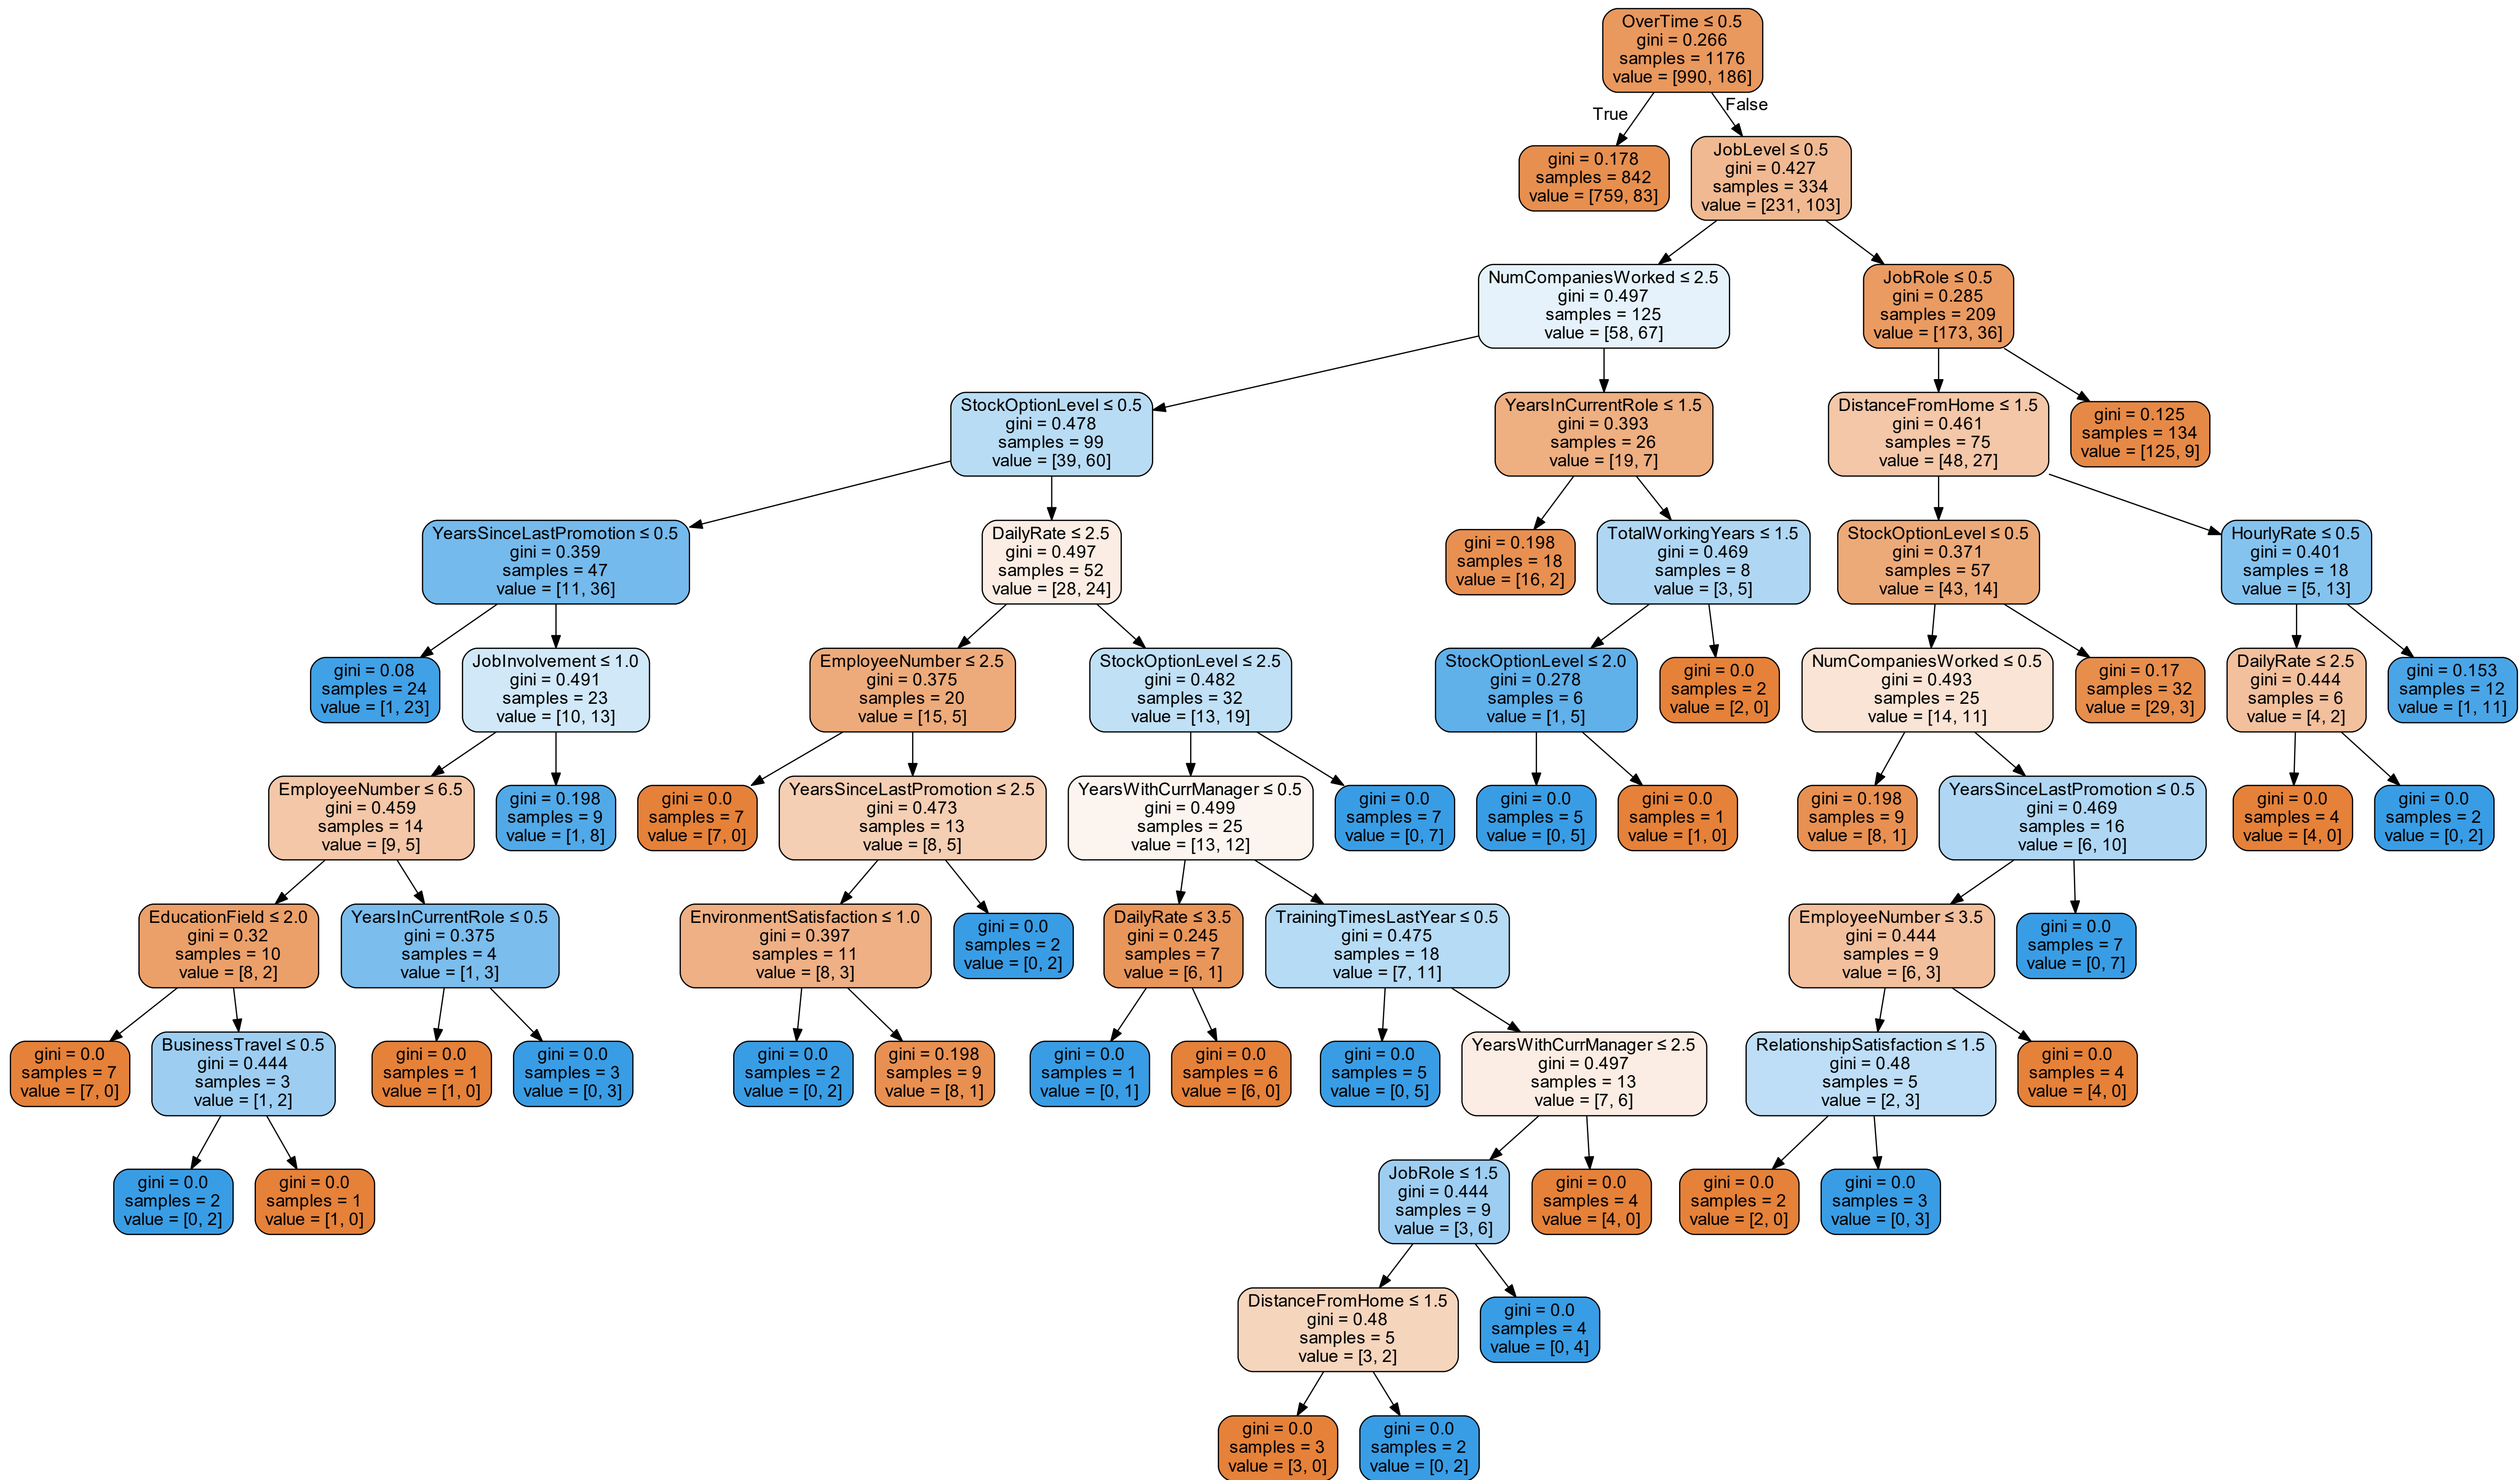 OverTime ≤ 0.5
gini = 0.266
samples = 1176
value = [990, 186]
True
False
gini = 0.178
samples = 842
value = [759, 83]
JobLevel ≤ 0.5
gini = 0.427
samples = 334
value = [231, 103]
NumCompaniesWorked ≤ 2.5
gini = 0.497
samples = 125
value = [58, 67]
JobRole ≤ 0.5
gini = 0.285
samples = 209
value = [173, 36]
StockOptionLevel ≤ 0.5
gini = 0.478
samples = 99
value = [39, 60]
YearsInCurrentRole ≤ 1.5
gini = 0.393
samples = 26
value = [19, 7]
DistanceFromHome ≤ 1.5
gini = 0.461
samples = 75
value = [48, 27]
gini = 0.125
samples = 134
value = [125, 9]
YearsSinceLastPromotion ≤ 0.5
gini = 0.359
samples = 47
value = [11, 36]
DailyRate ≤ 2.5
gini = 0.497
samples = 52
value = [28, 24]
gini = 0.198
samples = 18
value = [16, 2]
TotalWorkingYears ≤ 1.5
gini = 0.469
samples = 8
value = [3, 5]
StockOptionLevel ≤ 0.5
gini = 0.371
samples = 57
value = [43, 14]
HourlyRate ≤ 0.5
gini = 0.401
samples = 18
value = [5, 13]
gini = 0.08
samples = 24
value = [1, 23]
JobInvolvement ≤ 1.0
gini = 0.491
samples = 23
value = [10, 13]
EmployeeNumber ≤ 2.5
gini = 0.375
samples = 20
value = [15, 5]
StockOptionLevel ≤ 2.5
gini = 0.482
samples = 32
value = [13, 19]
StockOptionLevel ≤ 2.0
gini = 0.278
samples = 6
value = [1, 5]
gini = 0.0
samples = 2
value = [2, 0]
NumCompaniesWorked ≤ 0.5
gini = 0.493
samples = 25
value = [14, 11]
gini = 0.17
samples = 32
value = [29, 3]
DailyRate ≤ 2.5
gini = 0.444
samples = 6
value = [4, 2]
gini = 0.153
samples = 12
value = [1, 11]
EmployeeNumber ≤ 6.5
gini = 0.459
samples = 14
value = [9, 5]
gini = 0.198
samples = 9
value = [1, 8]
gini = 0.0
samples = 7
value = [7, 0]
YearsSinceLastPromotion ≤ 2.5
gini = 0.473
samples = 13
value = [8, 5]
YearsWithCurrManager ≤ 0.5
gini = 0.499
samples = 25
value = [13, 12]
gini = 0.0
samples = 7
value = [0, 7]
gini = 0.0
samples = 5
value = [0, 5]
gini = 0.0
samples = 1
value = [1, 0]
gini = 0.198
samples = 9
value = [8, 1]
YearsSinceLastPromotion ≤ 0.5
gini = 0.469
samples = 16
value = [6, 10]
gini = 0.0
samples = 4
value = [4, 0]
gini = 0.0
samples = 2
value = [0, 2]
EducationField ≤ 2.0
gini = 0.32
samples = 10
value = [8, 2]
YearsInCurrentRole ≤ 0.5
gini = 0.375
samples = 4
value = [1, 3]
EnvironmentSatisfaction ≤ 1.0
gini = 0.397
samples = 11
value = [8, 3]
gini = 0.0
samples = 2
value = [0, 2]
DailyRate ≤ 3.5
gini = 0.245
samples = 7
value = [6, 1]
TrainingTimesLastYear ≤ 0.5
gini = 0.475
samples = 18
value = [7, 11]
EmployeeNumber ≤ 3.5
gini = 0.444
samples = 9
value = [6, 3]
gini = 0.0
samples = 7
value = [0, 7]
gini = 0.0
samples = 7
value = [7, 0]
BusinessTravel ≤ 0.5
gini = 0.444
samples = 3
value = [1, 2]
gini = 0.0
samples = 1
value = [1, 0]
gini = 0.0
samples = 3
value = [0, 3]
gini = 0.0
samples = 2
value = [0, 2]
gini = 0.198
samples = 9
value = [8, 1]
gini = 0.0
samples = 1
value = [0, 1]
gini = 0.0
samples = 6
value = [6, 0]
gini = 0.0
samples = 5
value = [0, 5]
YearsWithCurrManager ≤ 2.5
gini = 0.497
samples = 13
value = [7, 6]
RelationshipSatisfaction ≤ 1.5
gini = 0.48
samples = 5
value = [2, 3]
gini = 0.0
samples = 4
value = [4, 0]
gini = 0.0
samples = 2
value = [0, 2]
gini = 0.0
samples = 1
value = [1, 0]
JobRole ≤ 1.5
gini = 0.444
samples = 9
value = [3, 6]
gini = 0.0
samples = 4
value = [4, 0]
gini = 0.0
samples = 2
value = [2, 0]
gini = 0.0
samples = 3
value = [0, 3]
DistanceFromHome ≤ 1.5
gini = 0.48
samples = 5
value = [3, 2]
gini = 0.0
samples = 4
value = [0, 4]
gini = 0.0
samples = 3
value = [3, 0]
gini = 0.0
samples = 2
value = [0, 2]